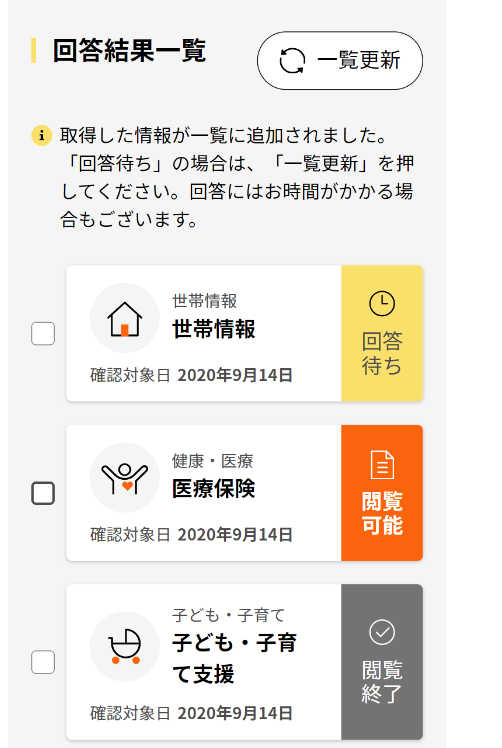 回答結果一覧
一覧更新
取得した情報が一覧に追加されました。
「回答待ち」の場合は、「一覧更新」を押
してください。回答にはお時間がかかる場
合もございます。
世帯情報
世帯情報
確認対象日 2020年9月14日
回答
待ち
健康・医療
医療保険
確認対象日 2020年9月14日
閲覧
可能
子ども・子育て
子ども・子育
て支援
確認対象日 2020年9月14日
閲覧
終了